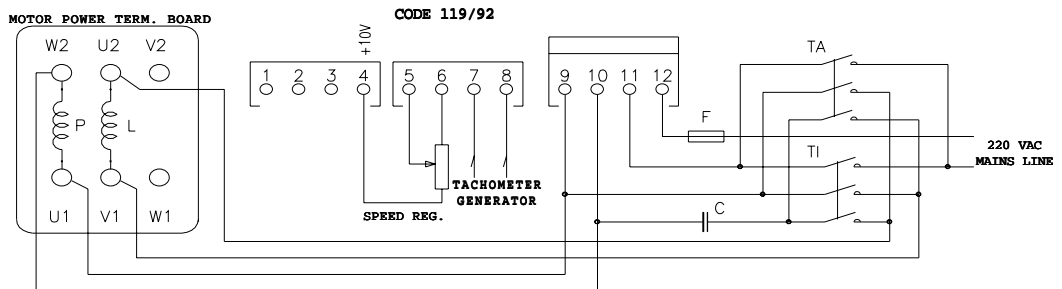 CODE 119/92
MOTOR POWER TERM. BOARD
W2 U2 V2
+10V
TA
1 2 3 4 5 6 7 8 9 10 11 12
P L
F
220 VAC
MAINS LINE
TI
TACHOMETER
GENERATOR
U1 V1 W1
SPEED REG.
C